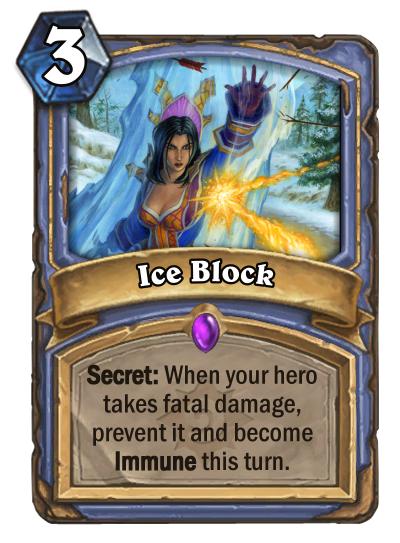 3
Ice Block
Secret: When your hero
takes fatal damage,
prevent it and become
Immune this turn.